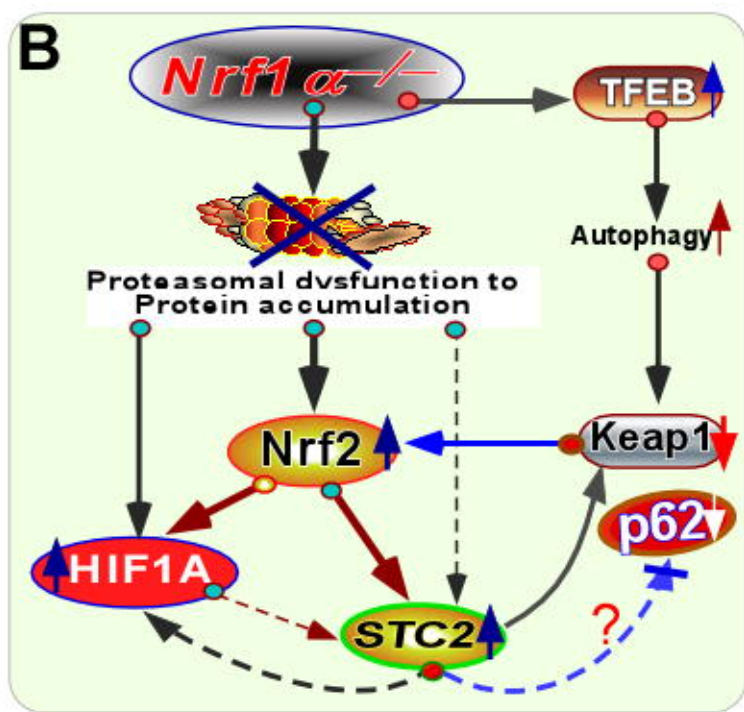 B
Nrf1α−/−
TFEB
Autophagy
Proteasomal dysfunction to
Protein accumulation
Nrf2
Keap1
p62
HIF1A
?
STC2